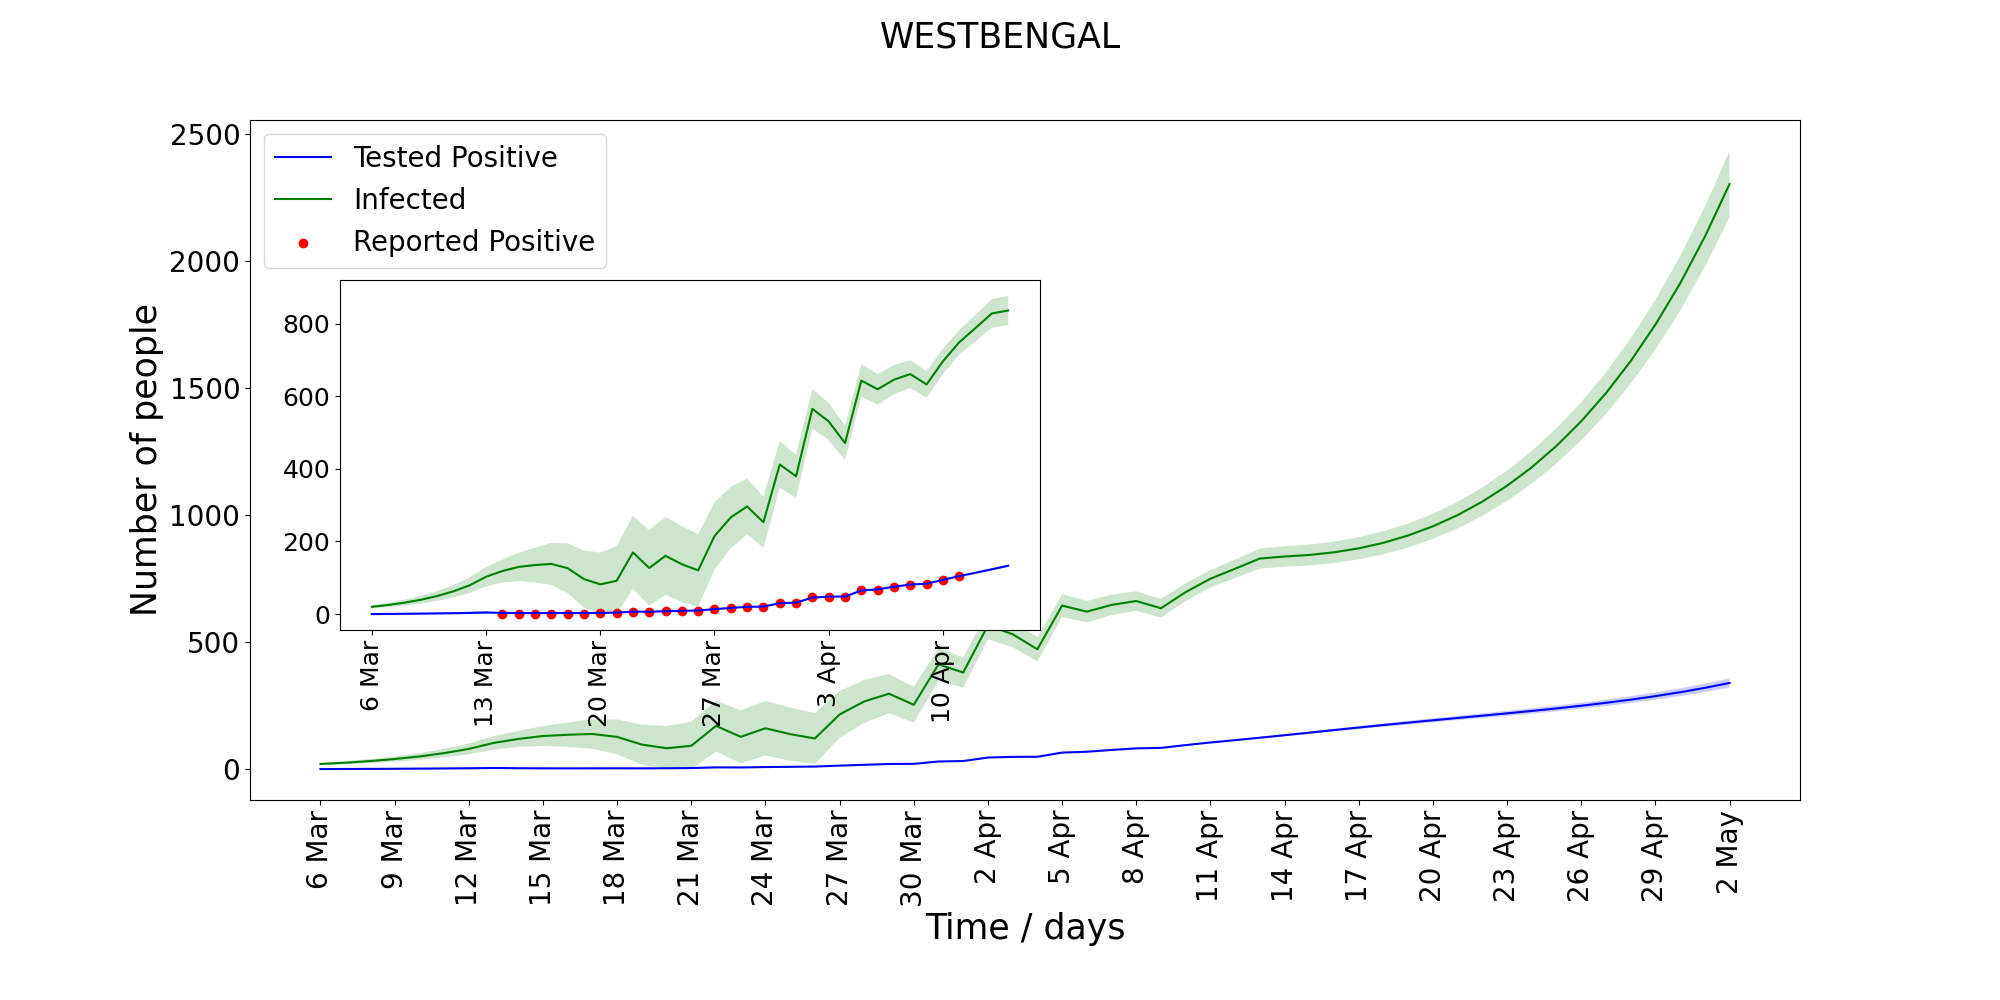 WESTBENGAL
Tested Positive
Infected
Reported Positive
Number of people
2500
2000
1500
1000
500
0
800
600
400
200
0
6 Mar
13 Mar
20 Mar
27 Mar
3 Apr
10 Apr
6 Mar
9 Mar
12 Mar
15 Mar
18 Mar
21 Mar
24 Mar
27 Mar
30 Mar
2 Apr
5 Apr
8 Apr
11 Apr
14 Apr
17 Apr
20 Apr
23 Apr
26 Apr
29 Apr
2 May
Time / days